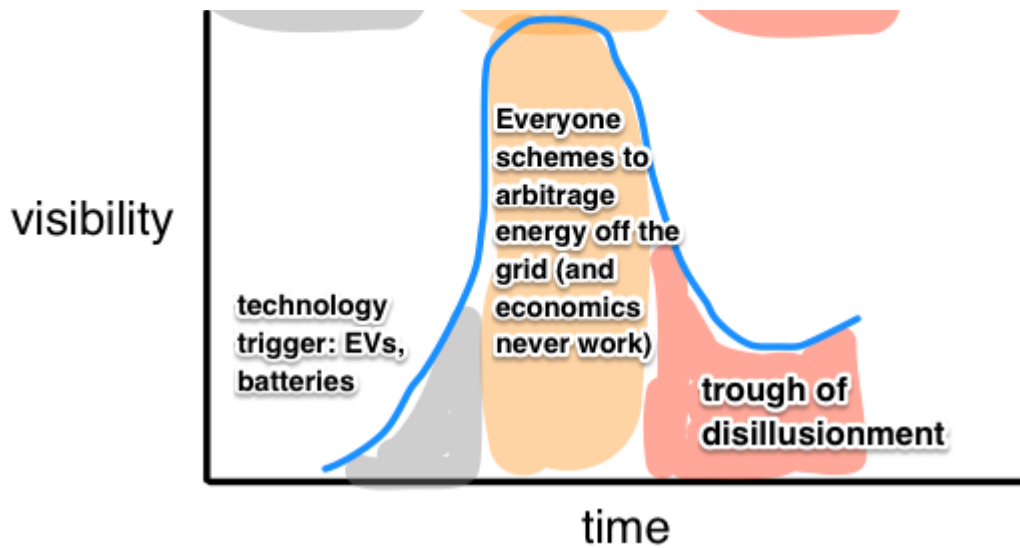 visibility
technology
trigger: EVs,
batteries
Everyone
schemes to
arbitrage
energy off the
grid (and
economics
never work)
trough of
disillusionment
time